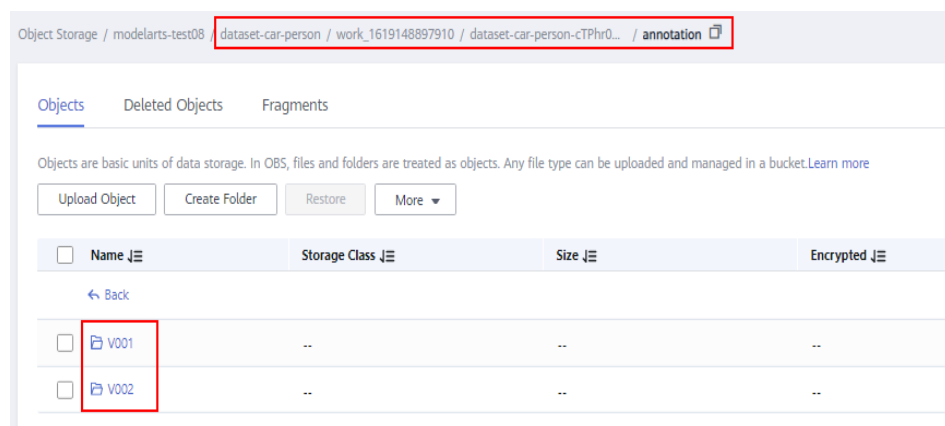 Object Storage / modelarts-test08 / dataset-car-person / work_1619148897910 / dataset-car-person-cTPhr0... / annotation
Objects Deleted Objects Fragments
Objects are basic units of data storage. In OBS, files and folders are treated as objects. Any file type can be uploaded and managed in a bucket.Learn more
Upload Object Create Folder Restore More
Name Storage Class Size Encrypted
Back
V001 -- -- --
V002 -- -- --